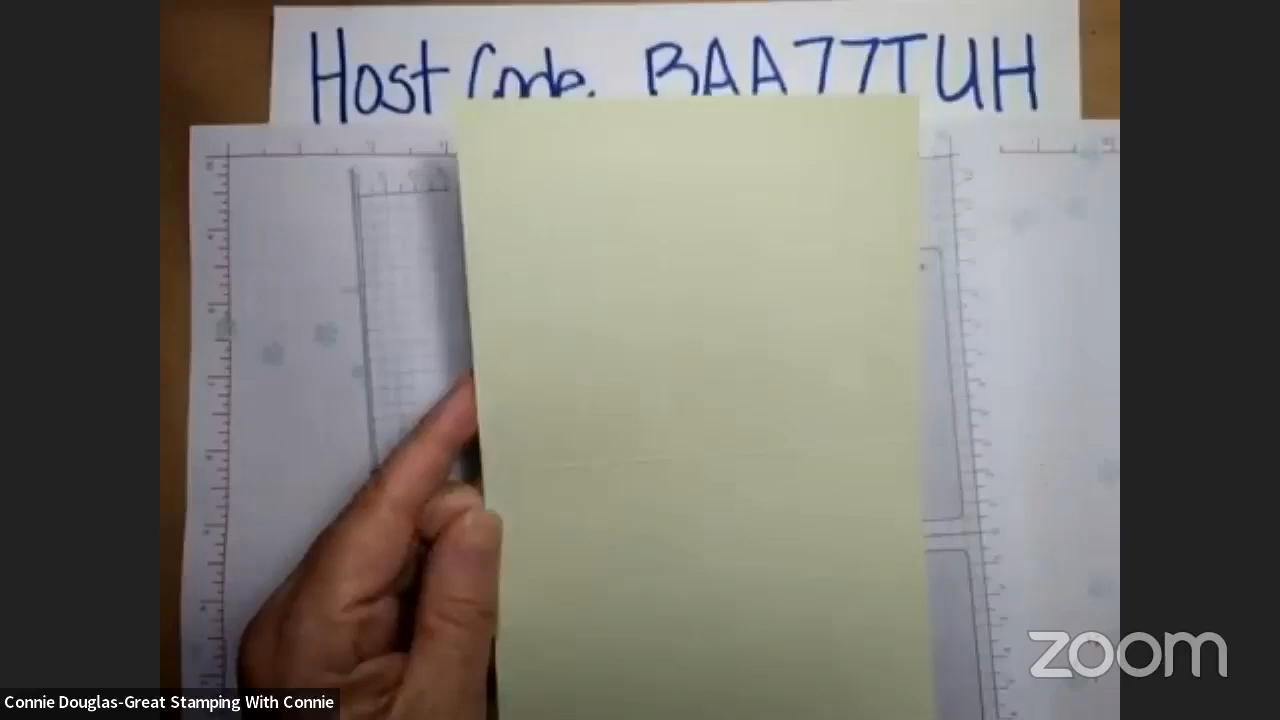 Host Code. BAA77TUH
zoom
Connie Douglas-Great Stamping With Connie